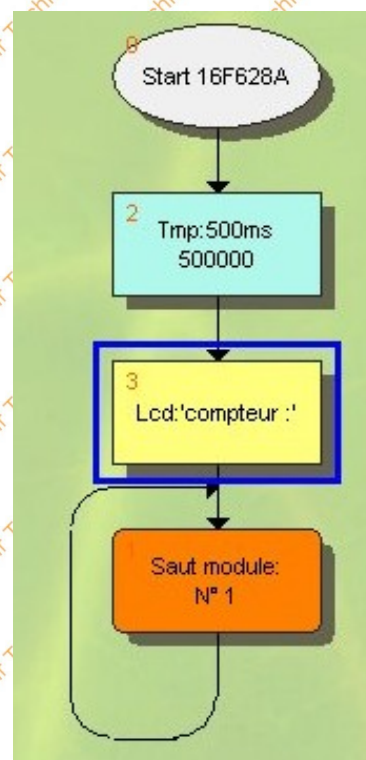 0
Start 16F628A
2
Tmp:500ms
500000
3
Lcd:'compteur :'
1
Saut module:
N° 1